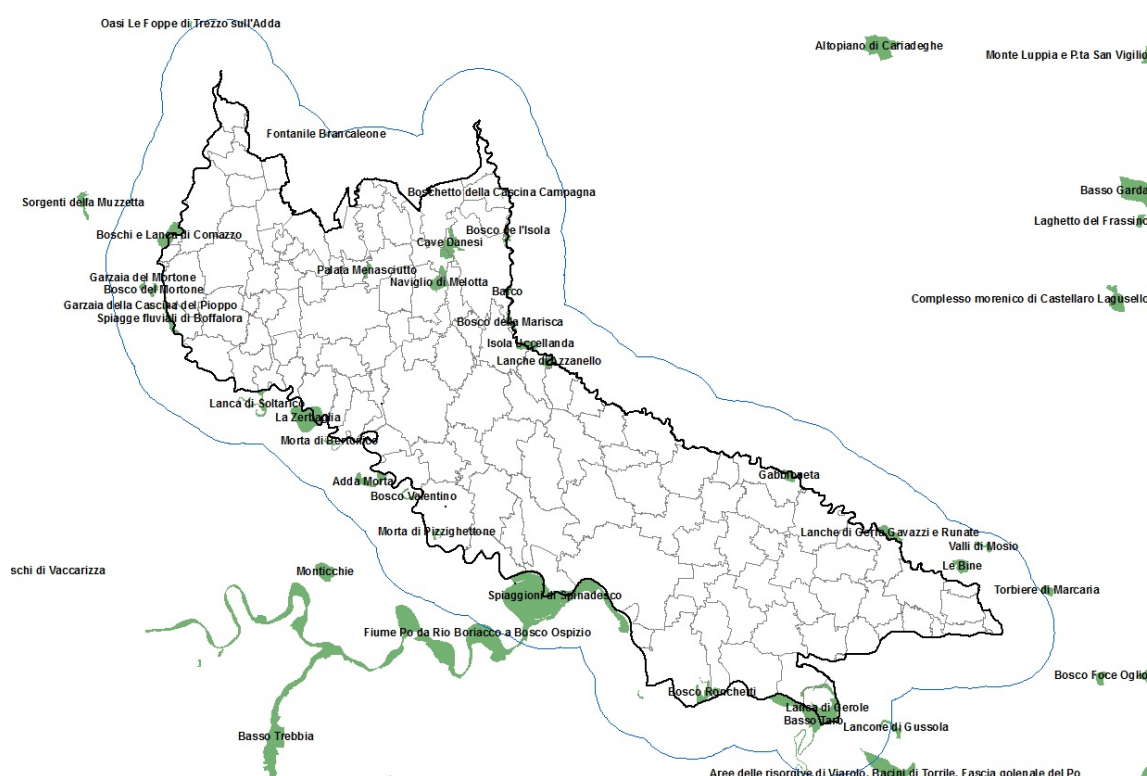 Oasi Le Foppe di Trezzo sull'Adda
Altopiano di Cariadeghe
Monte Luppia e P.ta San Vigilio
Fontanile Brancaleone
Boschetto della Cascina Campagna
Basso Garda
Sorgenti della Muzzetta
Laghetto del Frassino
Boschi e Lanca di Comazzo
Bosco de l'Isola
Cave Danesi
Palata Menasciutto
Garzaia del Mortone
Naviglio di Melotta
Bosco del Mortone
Barco
Complesso morenico di Castellaro Lagusello
Garzaia della Cascina del Pioppo
Spiagge fluviali di Boffalora
Bosco della Marisca
Isola Uccellanda
Lanche di Azzanello
Lanca di Soltarico
La Zerbaglia
Morta di Bertonico
Gabbioneta
Adda Morta
Bosco Valentino
Morta di Pizzighettone
Lanche di Gerra Gavazzi e Runate
Valli di Mosio
Le Bine
schi di Vaccarizza
Monticchie
Torbiere di Marcaria
Spiaggioni di Spinadesco
Fiume Po da Rio Boriacco a Bosco Ospizio
Bosco Foce Oglio
Bosco Ronchetti
Lanca di Gerole
Basso Taro
Lancone di Gussola
Basso Trebbia
Aree delle risorgive di Viarolo, Bacini di Torrile, Fascia golenale del Po